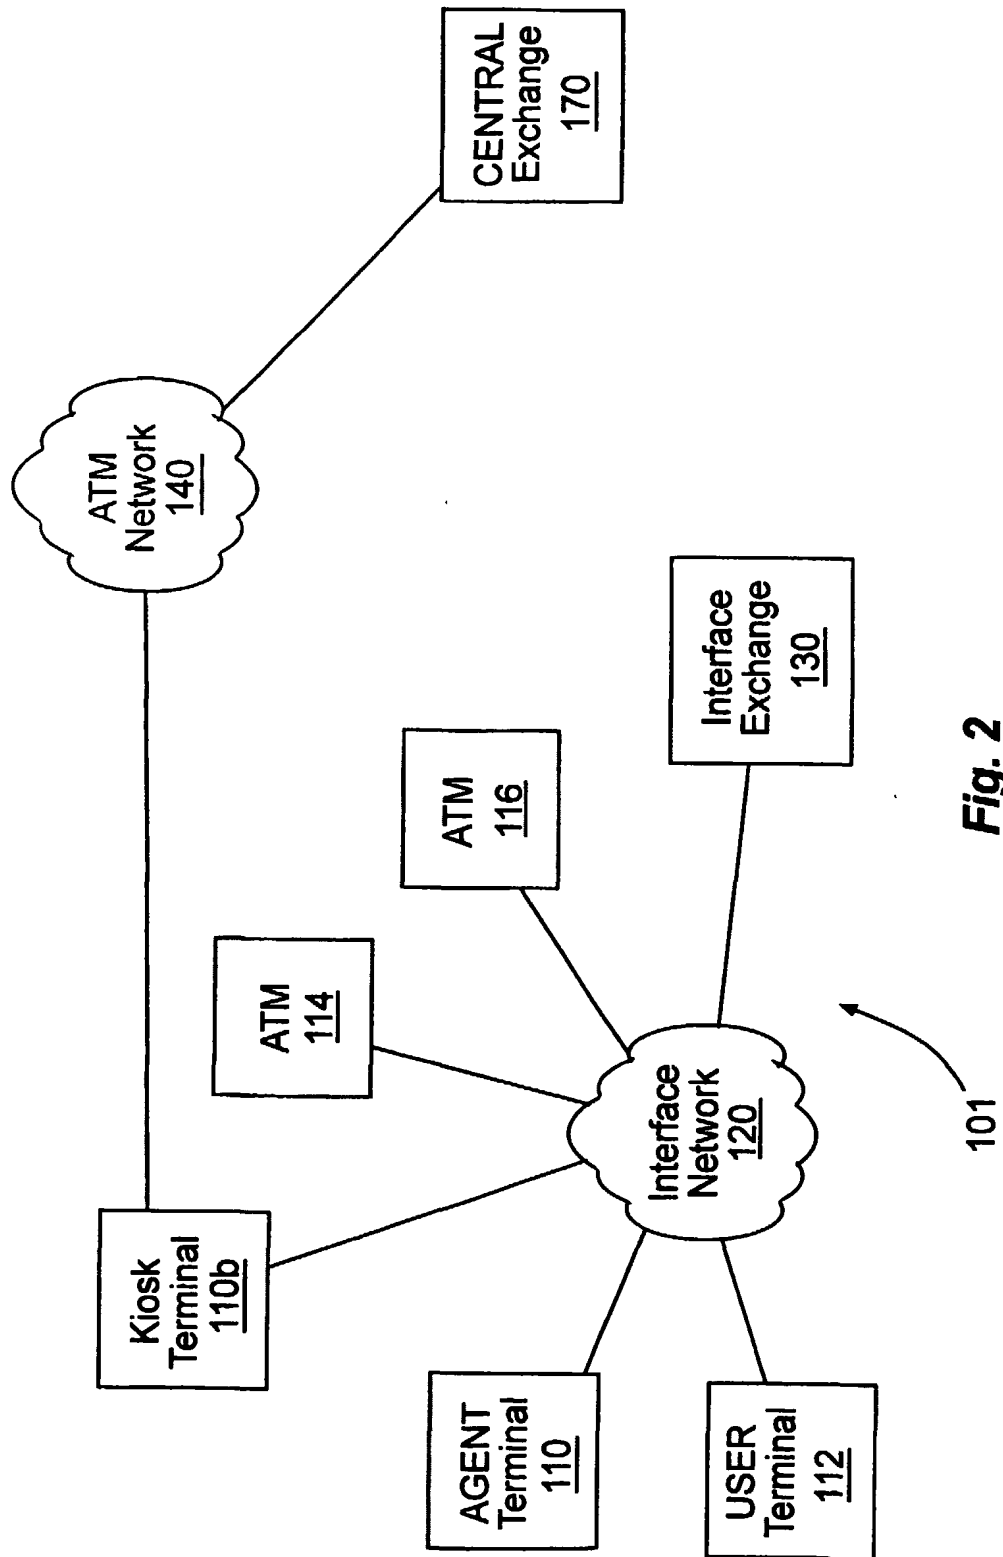 Kiosk
Terminal
110b
ATM
Network
140
CENTRAL
Exchange
170
ATM
114
ATM
116
AGENT
Terminal
110
USER
Terminal
112
Interface
Network
120
Interface
Exchange
130
101
Fig. 2